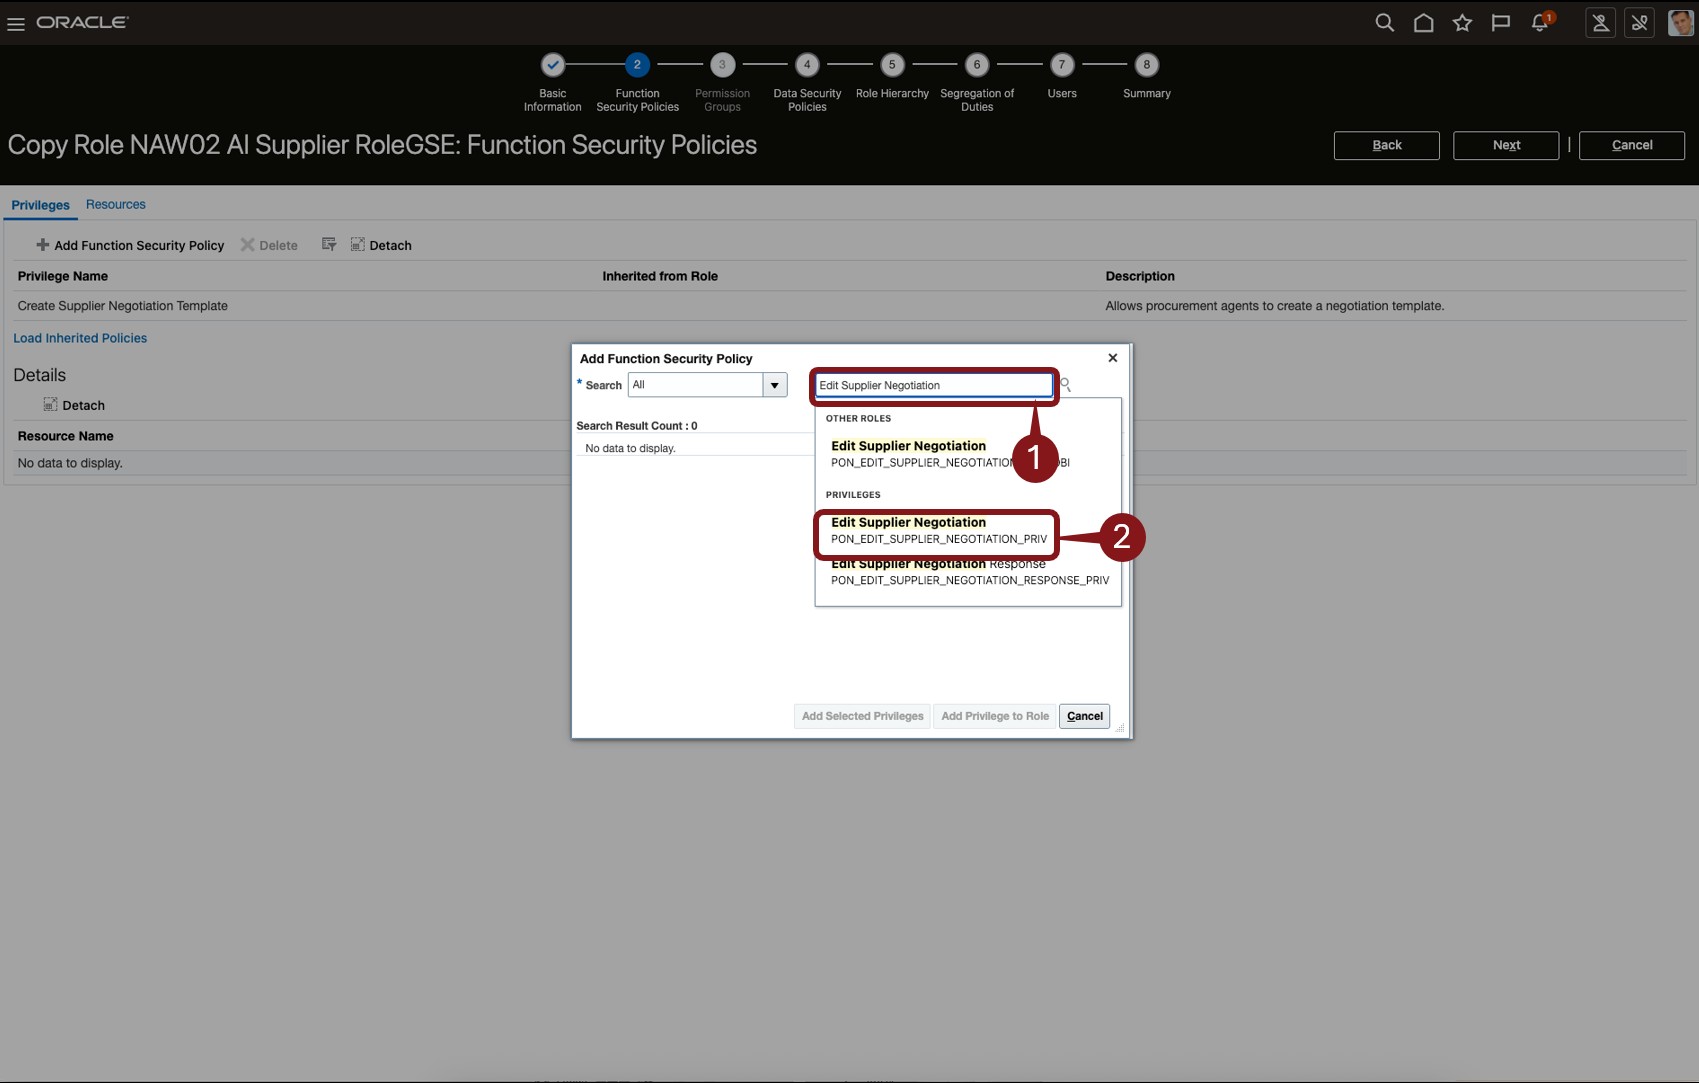 ORACLE
1
2
3
4
5
6
7
8
Basic
Information
Function
Security Policies
Permission
Groups
Data Security
Policies
Role Hierarchy
Segregation of
Duties
Users
Summary
Copy Role NAW02 AI Supplier RoleGSE: Function Security Policies
Back
Next
|
Cancel
Privileges
Resources
Add Function Security Policy
Delete
Detach
Privilege Name
Inherited from Role
Description
Create Supplier Negotiation Template
Allows procurement agents to create a negotiation template.
Load Inherited Policies
Details
Detach
Resource Name
No data to display.
Add Function Security Policy
* Search
All
Edit Supplier Negotiation
Search Result Count : 0
No data to display.
OTHER ROLES
Edit Supplier Negotiation
PON_EDIT_SUPPLIER_NEGOTIATION
1
PRIVILEGES
Edit Supplier Negotiation
PON_EDIT_SUPPLIER_NEGOTIATION_PRIV
2
Edit Supplier Negotiation Response
PON_EDIT_SUPPLIER_NEGOTIATION_RESPONSE_PRIV
Add Selected Privileges
Add Privilege to Role
Cancel